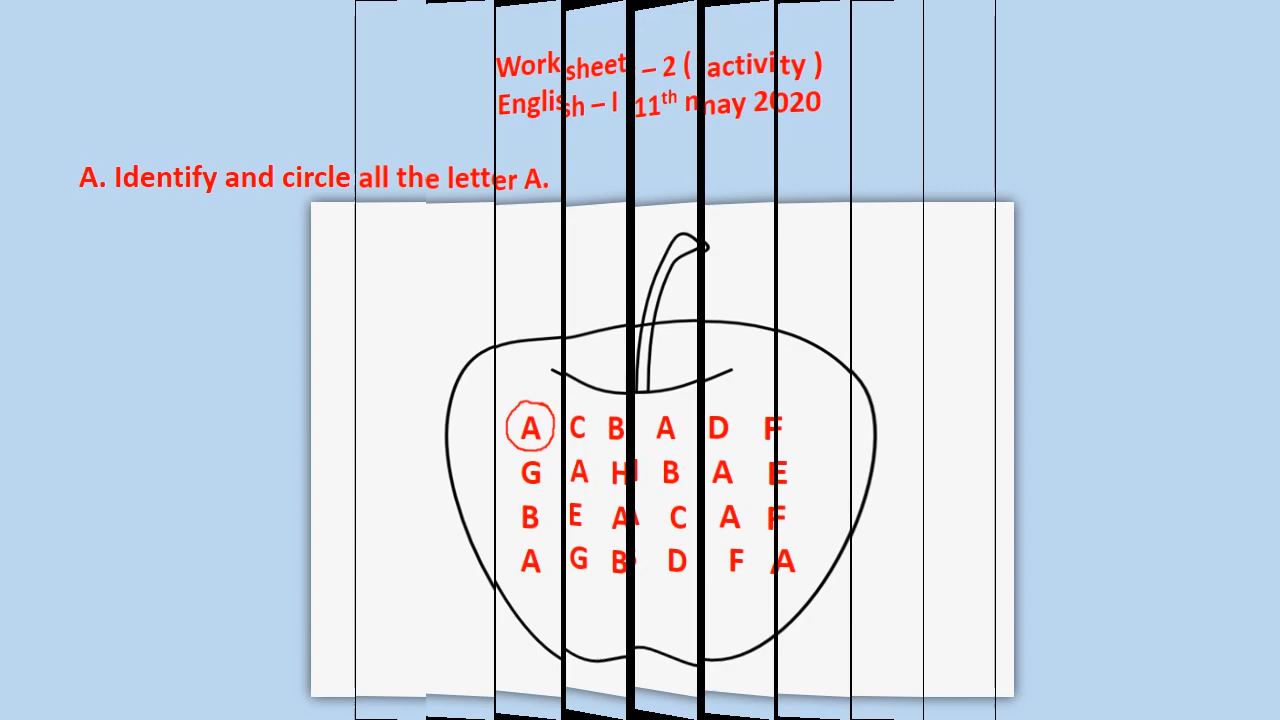 Worksheet – 2 ( activity )
English – I 11th may 2020
A. Identify and circle all the letter A.
A C B A D F
G A H B A E
B E A C A F
A G B D F A